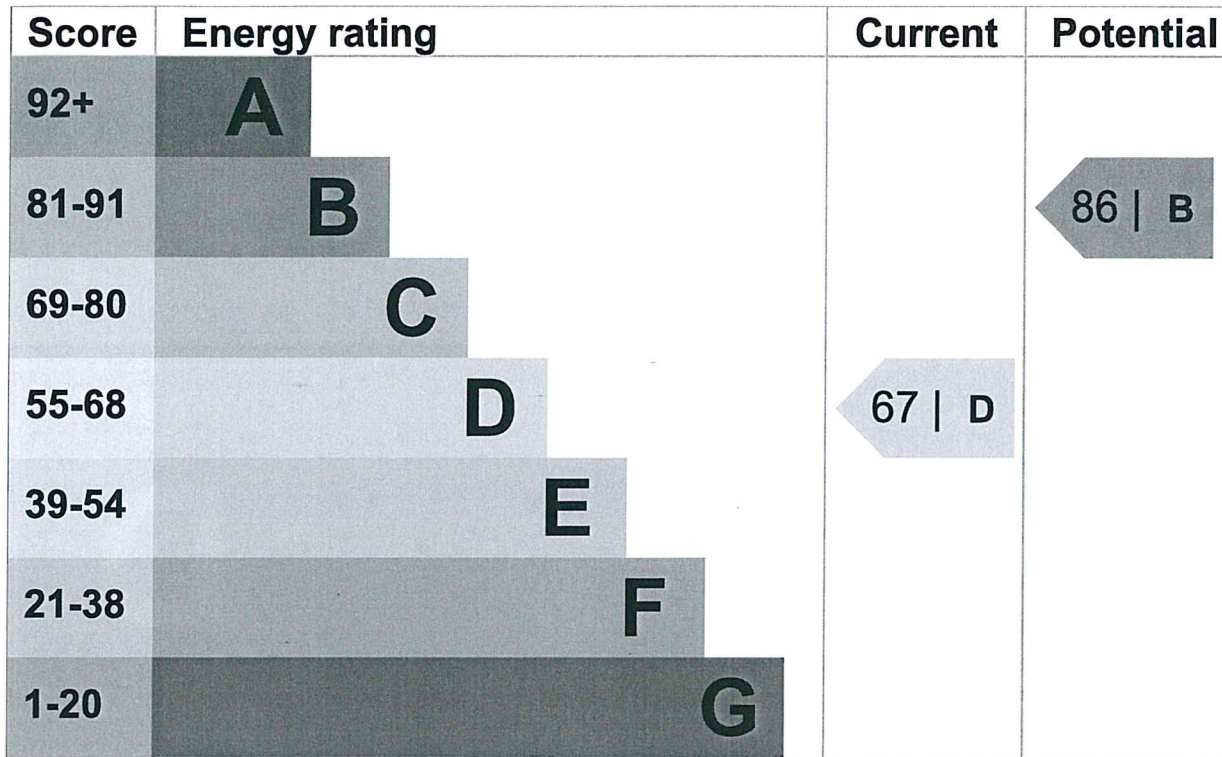 Score Energy rating Current Potential
92+ A
81-91 B 86 | B
69-80 C
55-68 D 67 | D
39-54 E
21-38 F
1-20 G